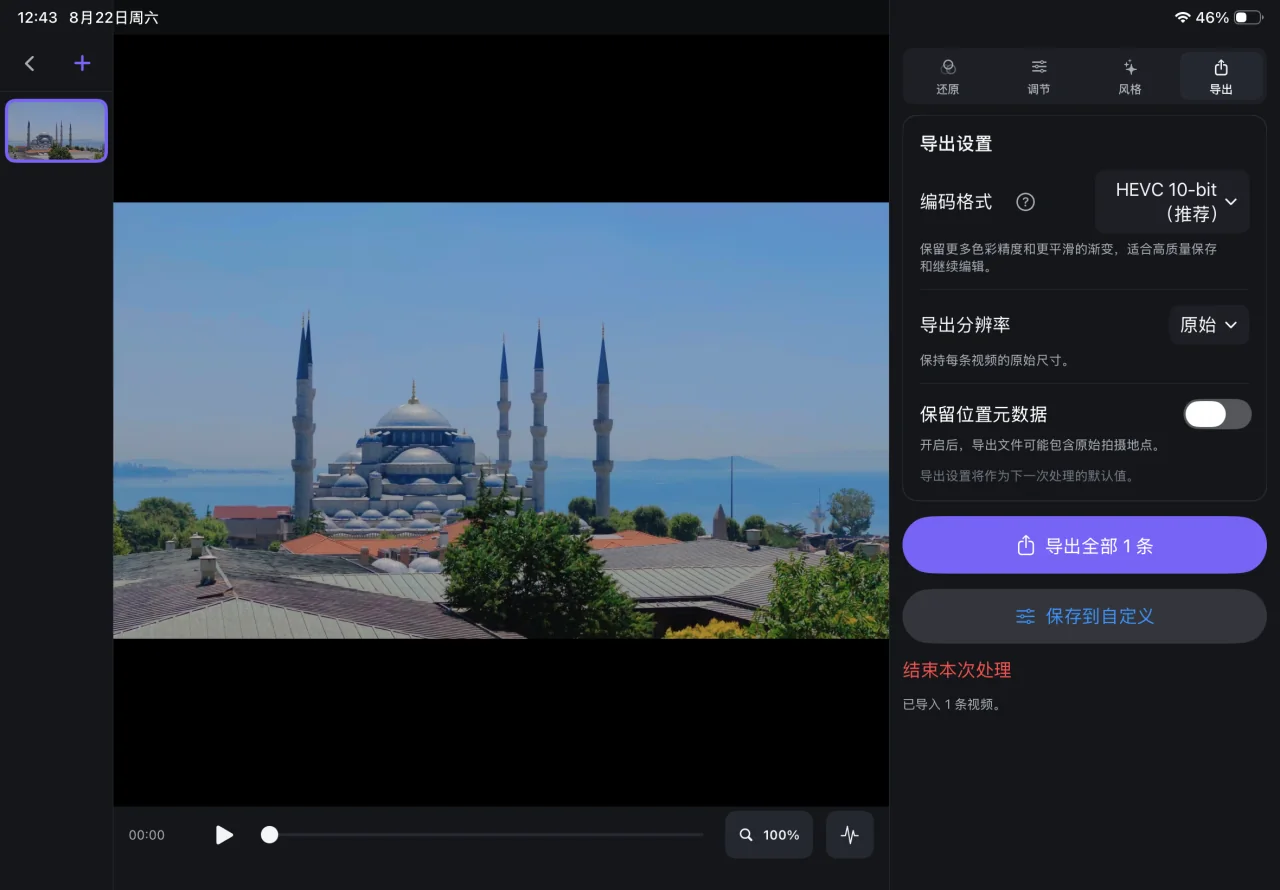 12:43 8月22日周六
46%
还原
调节
风格
导出
导出设置
编码格式
?
HEVC 10-bit
（推荐）
保留更多色彩精度和更平滑的渐变，适合高质量保存
和继续编辑。
导出分辨率
原始
保持每条视频的原始尺寸。
保留位置元数据
开启后，导出文件可能包含原始拍摄地点。
导出设置将作为下一次处理的默认值。
导出全部 1 条
保存到自定义
结束本次处理
已导入 1 条视频。
00:00
100%